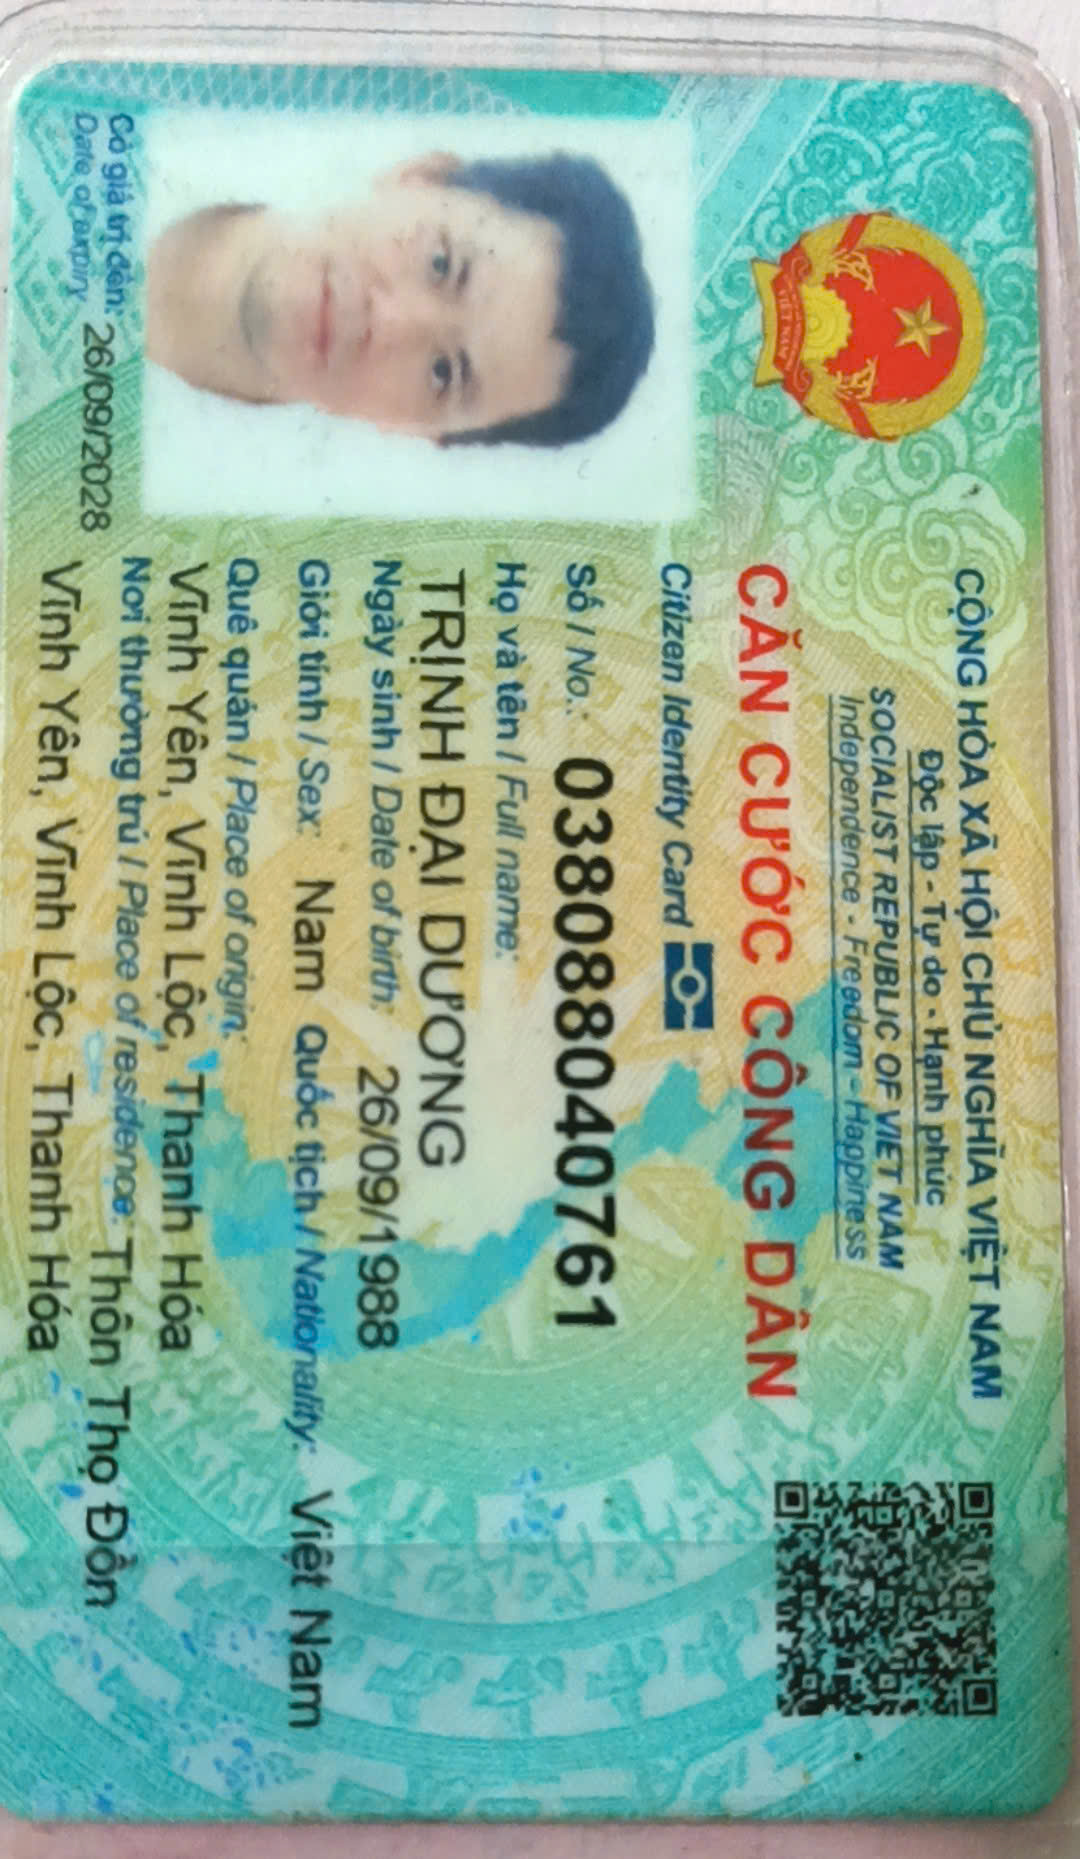 CỘNG HÒA XÃ HỘI CHỦ NGHĨA VIỆT NAM
Độc lập - Tự do - Hạnh phúc
SOCIALIST REPUBLIC OF VIET NAM
Independence - Freedom - Happiness
VIỆT NAM
CĂN CƯỚC CÔNG DÂN
Citizen Identity Card
Số / No.: 038088040761
Họ và tên / Full name:
TRỊNH ĐẠI DƯƠNG
Ngày sinh / Date of birth: 26/09/1988
Giới tính / Sex: Nam Quốc tịch / Nationality: Việt Nam
Quê quán / Place of origin:
Vĩnh Yên, Vĩnh Lộc, Thanh Hóa
Nơi thường trú / Place of residence: Thôn Thọ Đồn
Vĩnh Yên, Vĩnh Lộc, Thanh Hóa
Có giá trị đến: 26/09/2028
Date of expiry